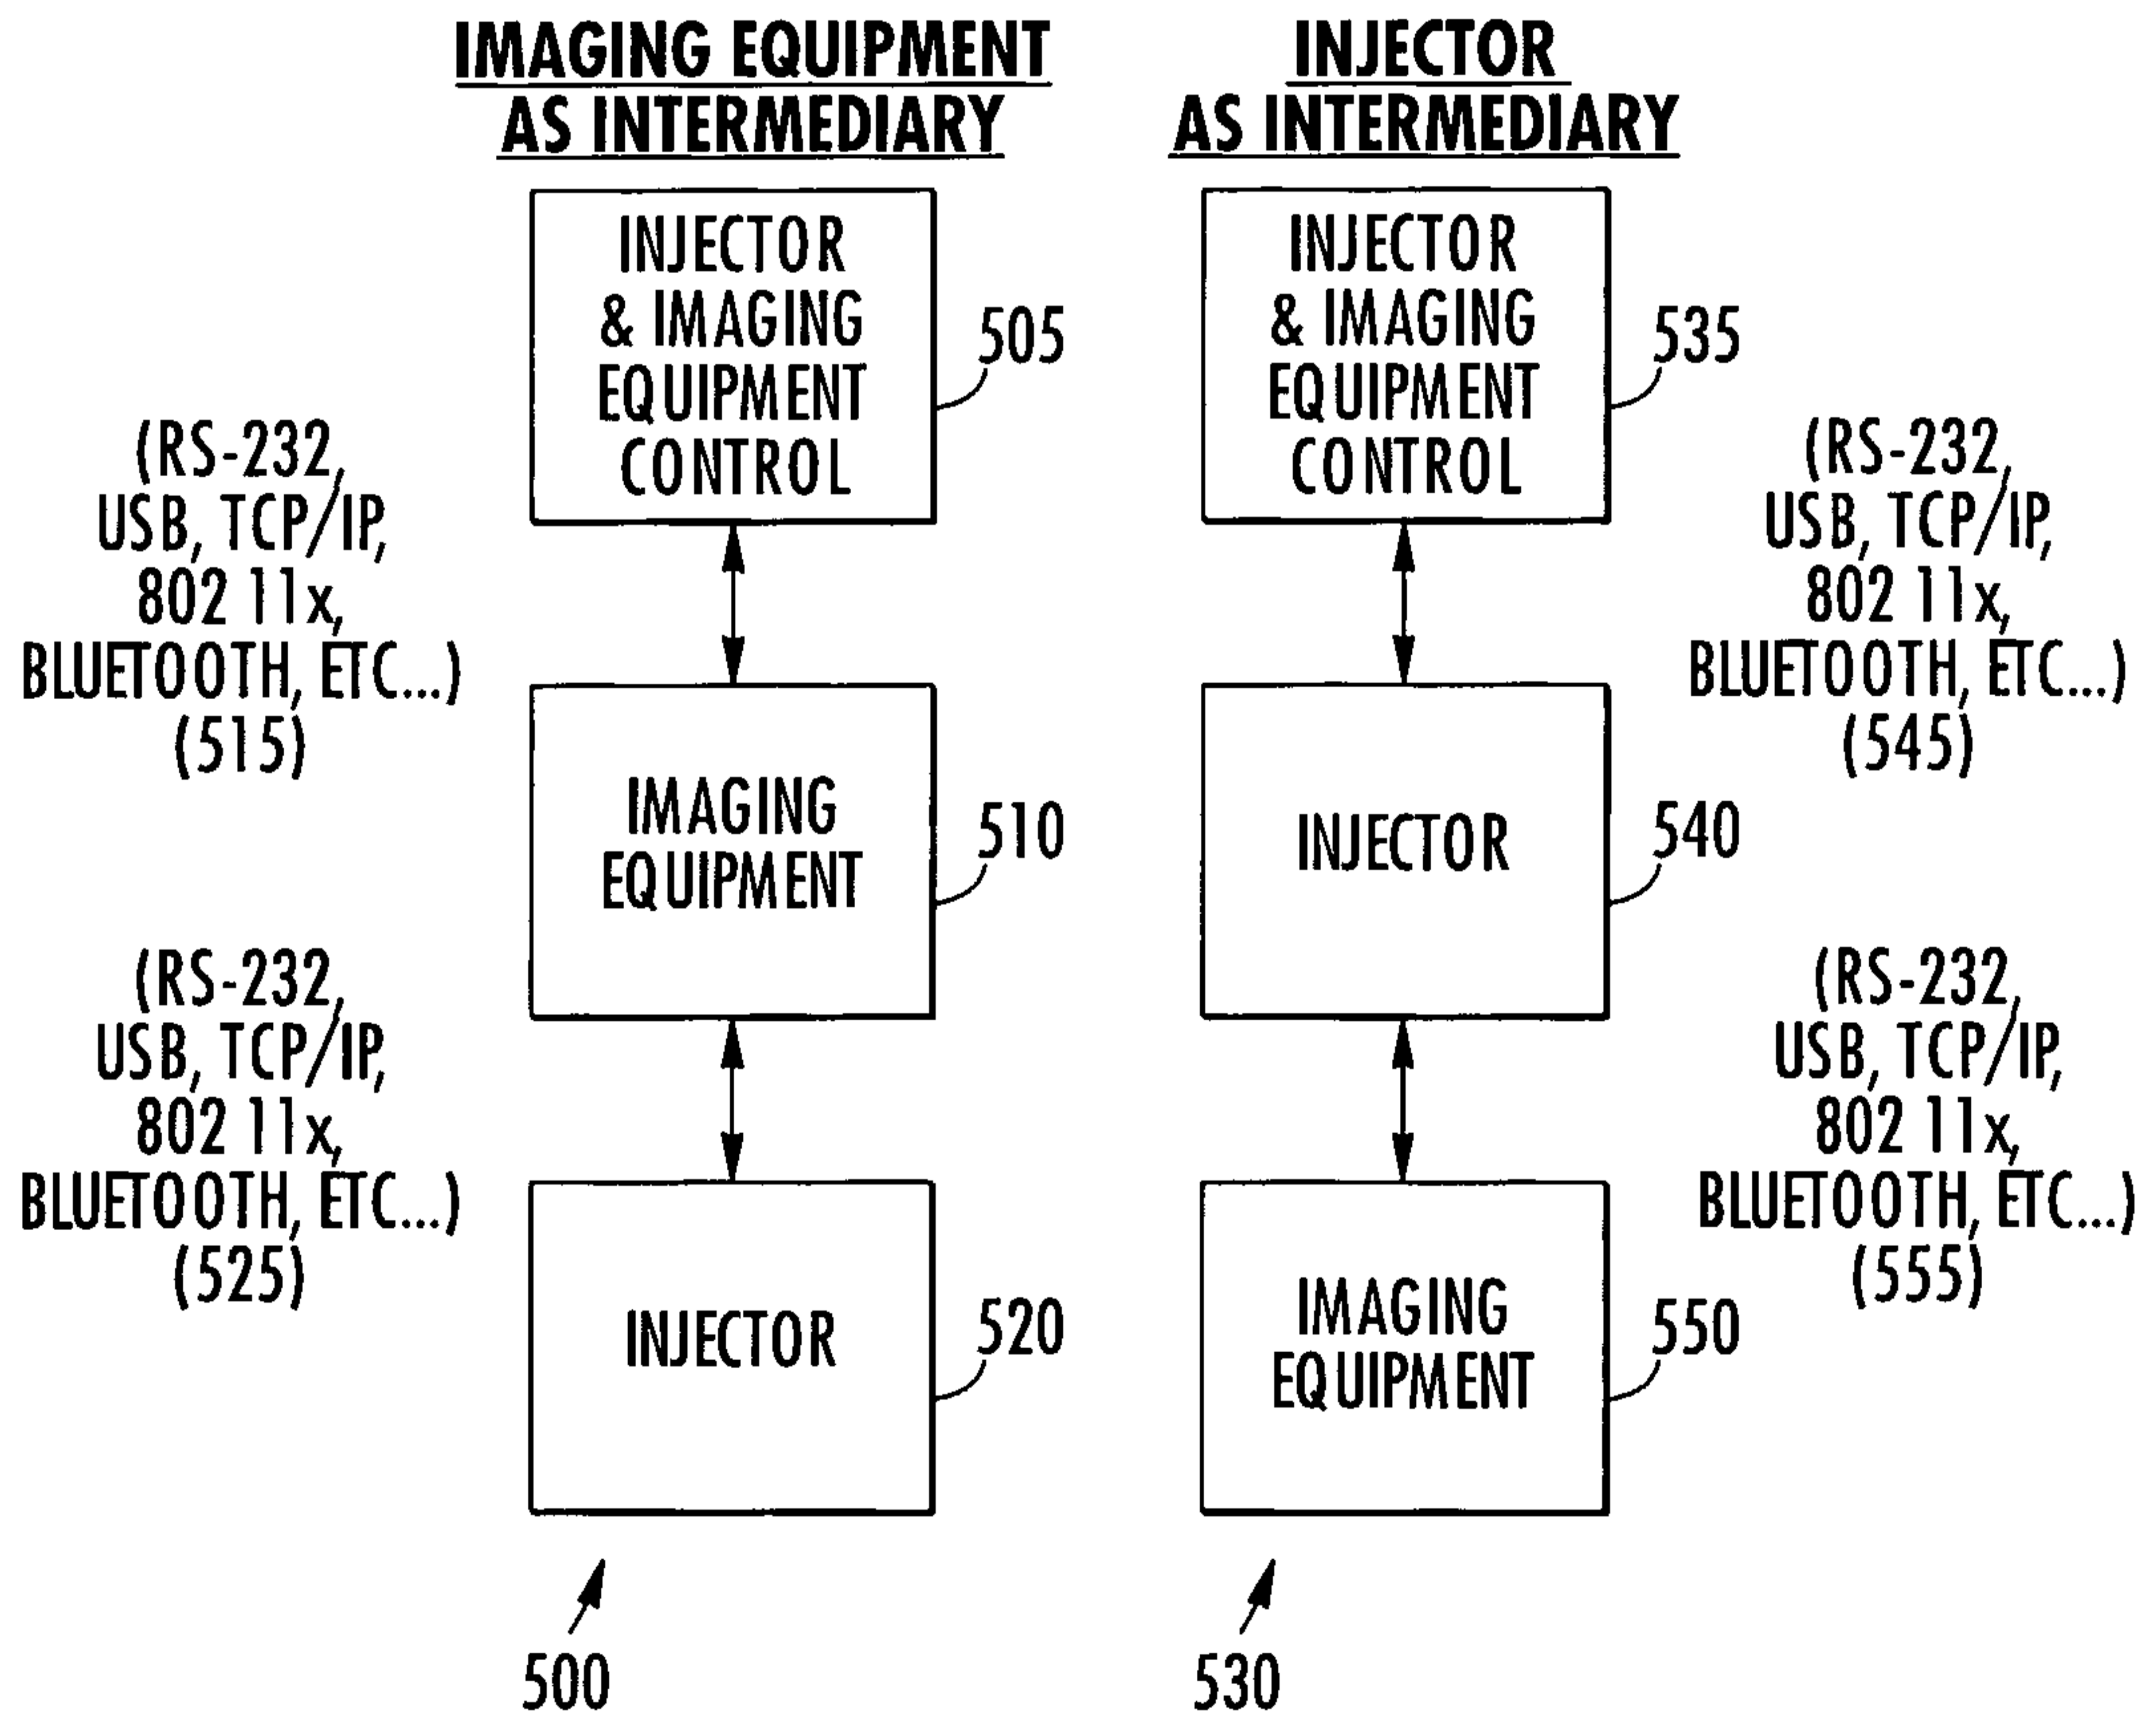 IMAGING EQUIPMENT
AS INTERMEDIARY
INJECTOR
& IMAGING
EQUIPMENT
CONTROL
505
(RS-232,
USB, TCP/IP,
802 11x,
BLUETOOTH, ETC...)
(515)
IMAGING
EQUIPMENT
510
(RS-232,
USB, TCP/IP,
802 11x,
BLUETOOTH, ETC...)
(525)
INJECTOR
520
500
INJECTOR
AS INTERMEDIARY
INJECTOR
& IMAGING
EQUIPMENT
CONTROL
535
(RS-232,
USB, TCP/IP,
802 11x,
BLUETOOTH, ETC...)
(545)
INJECTOR
540
(RS-232,
USB, TCP/IP,
802 11x,
BLUETOOTH, ETC...)
(555)
IMAGING
EQUIPMENT
550
530